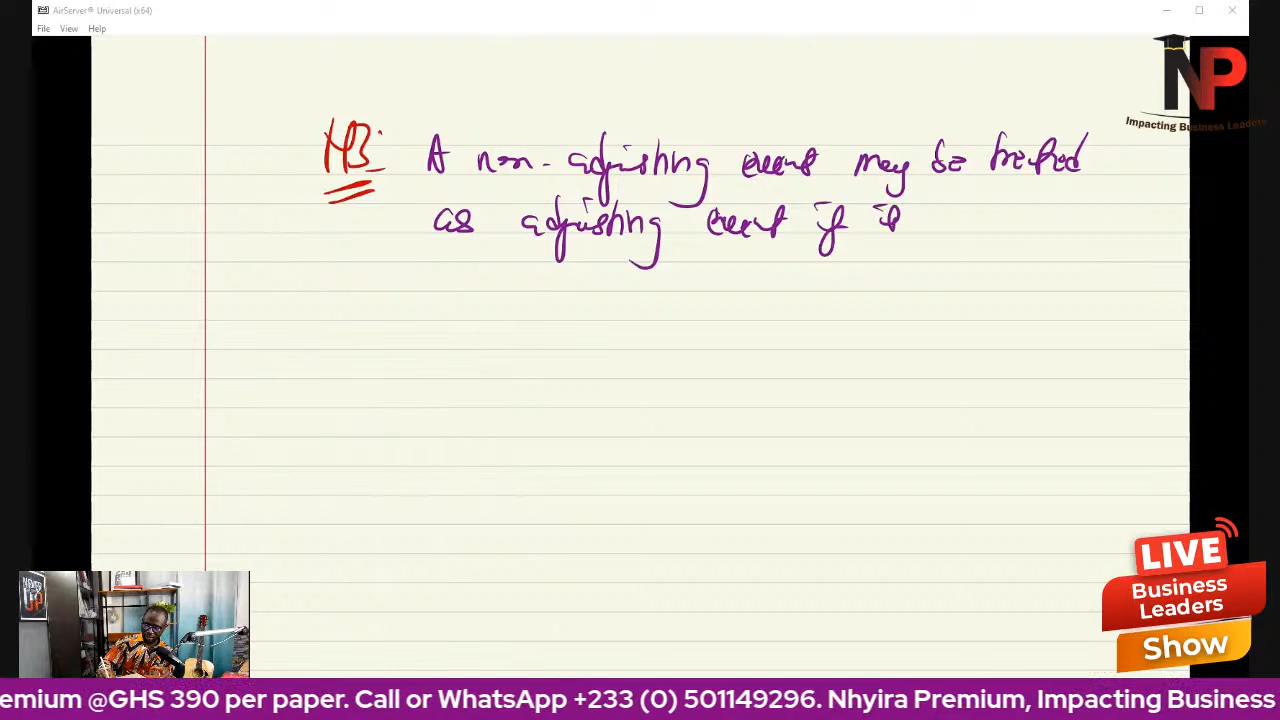 AirServer® Universal (x64)
File View Help
NP
Impacting Business Leaders
NB: A non-adjusting event may be treated
as adjusting event if it
LIVE
Business
Leaders
Show
emium @GHS 390 per paper. Call or WhatsApp +233 (0) 501149296. Nhyira Premium, Impacting Business